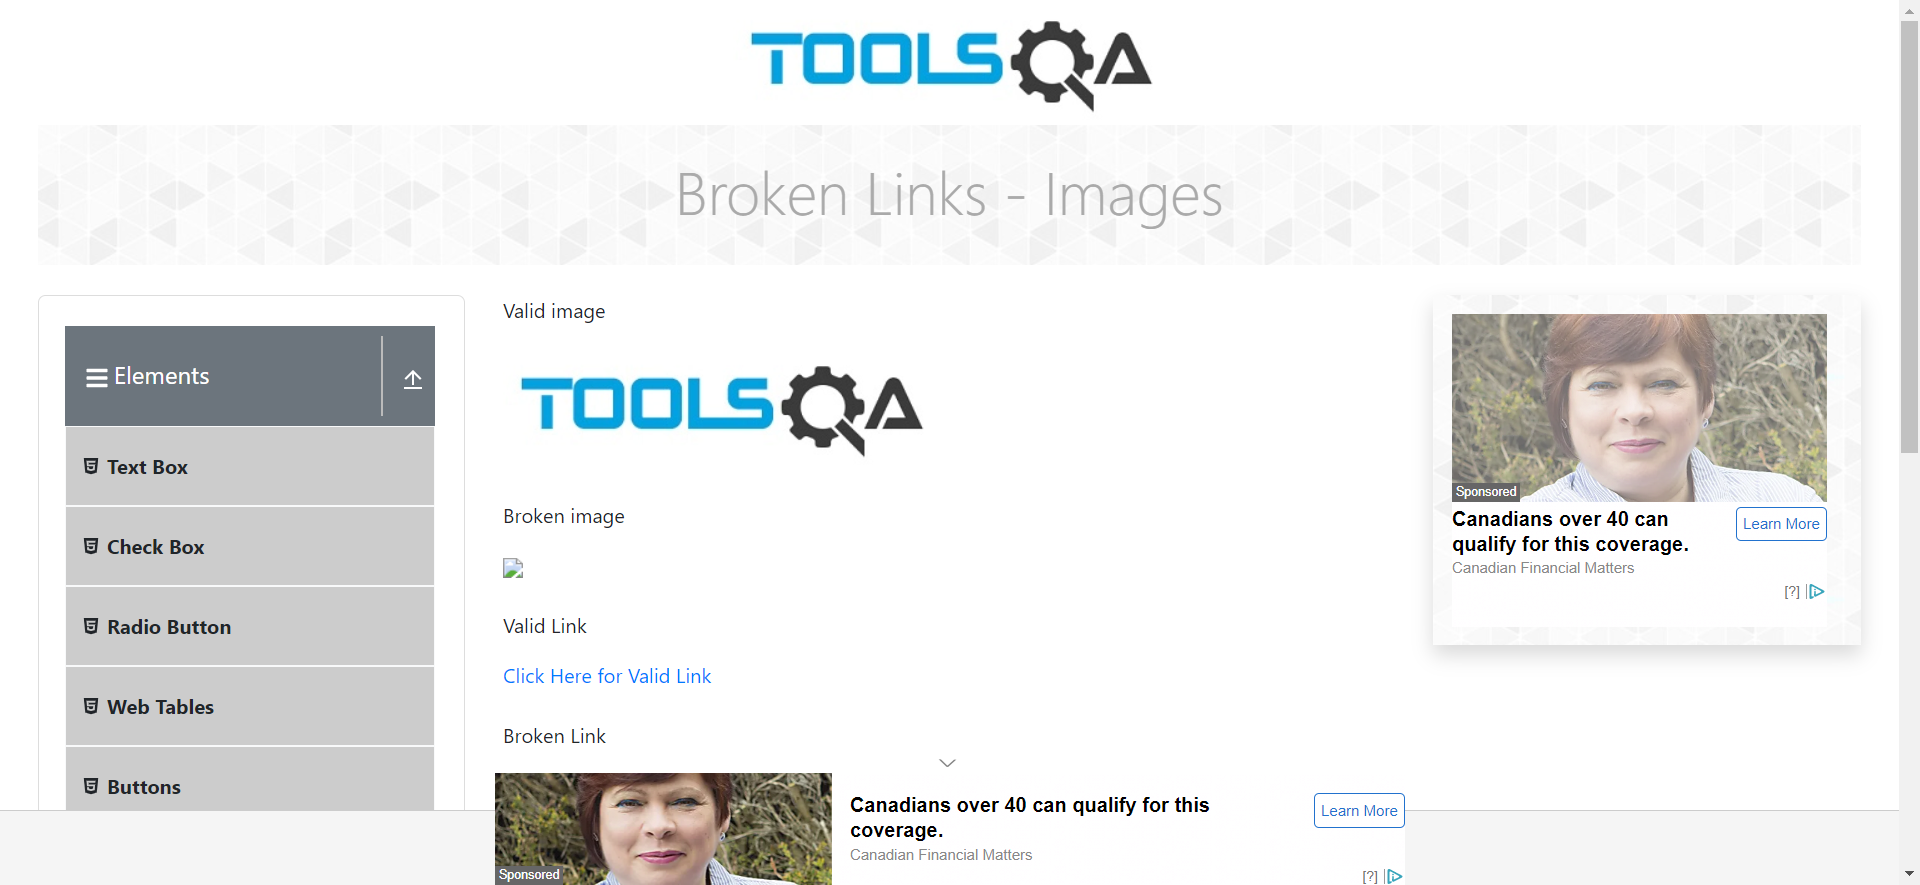 TOOLSQA
Broken Links - Images
Elements
Text Box
Check Box
Radio Button
Web Tables
Buttons
Valid image
TOOLSQA
Broken image
Valid Link
Click Here for Valid Link
Broken Link
Sponsored
Canadians over 40 can
qualify for this coverage.
Learn More
Canadian Financial Matters
[?]
Sponsored
Canadians over 40 can qualify for this
coverage.
Learn More
Canadian Financial Matters
[?]